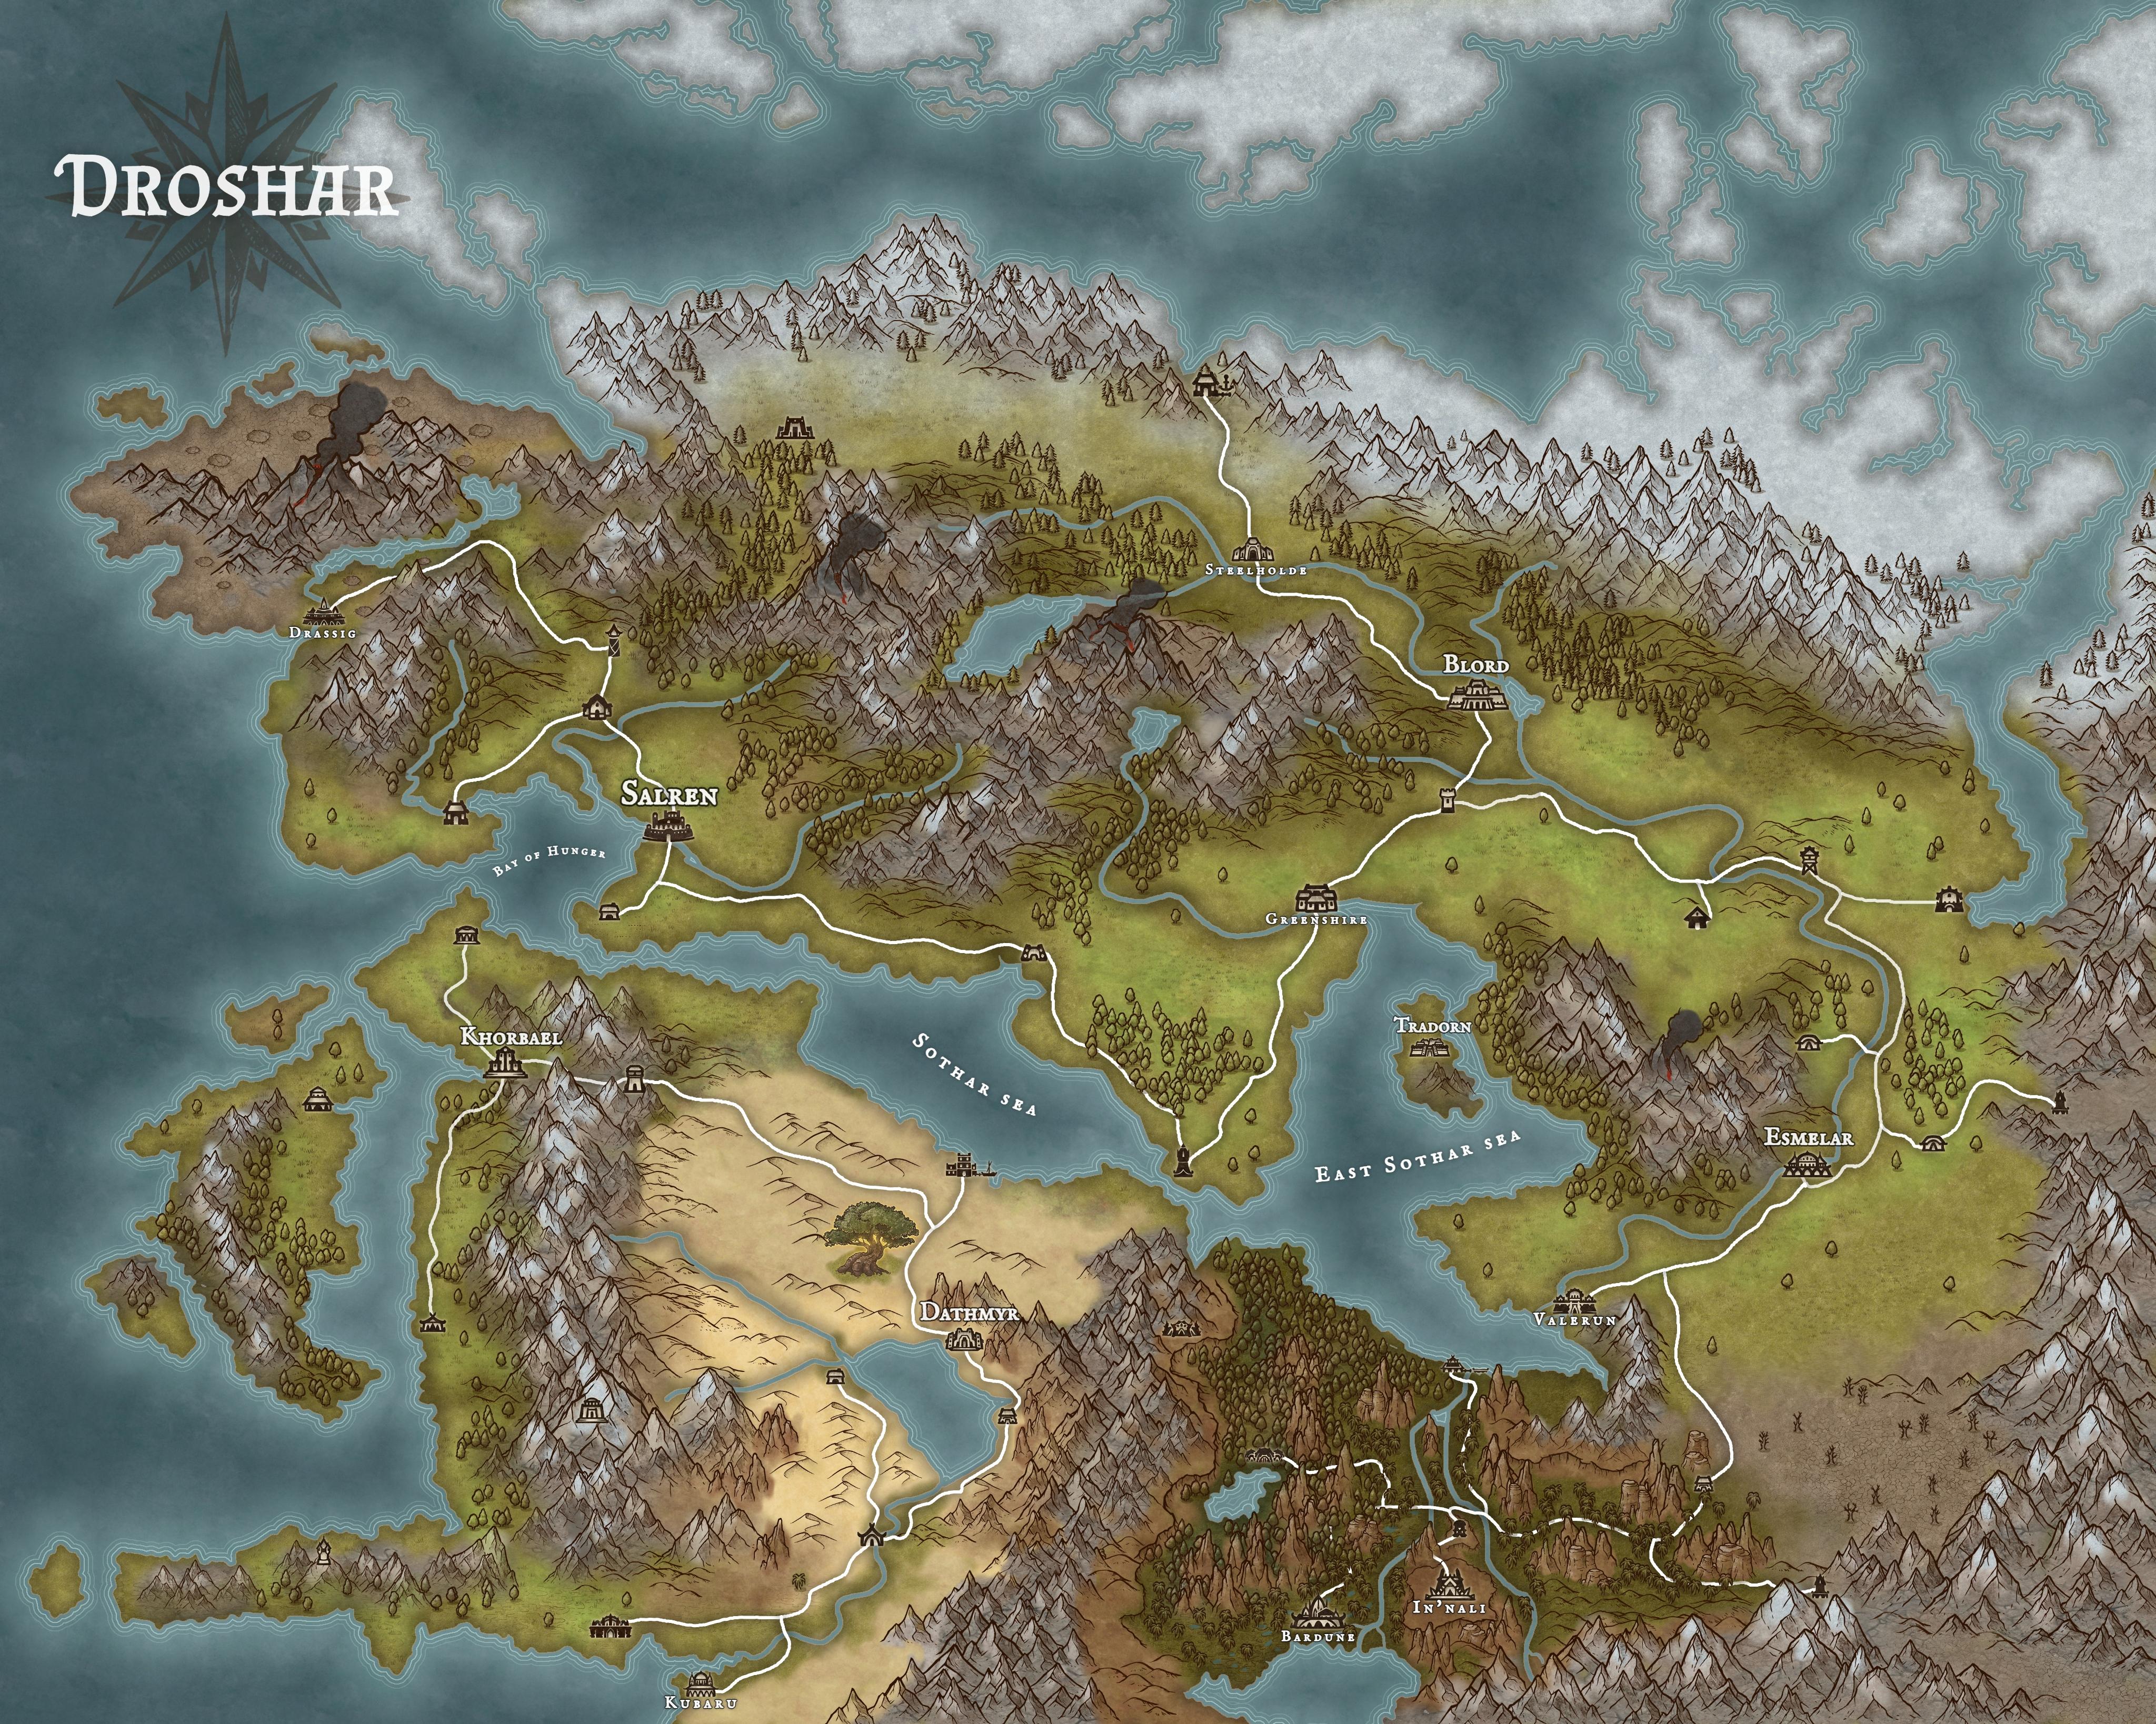 Droshar
Steelholde
Drassig
Blord
Salren
Bay of Hunger
Greenshire
Khorbael
Tradorn
Sothar Sea
East Sothar Sea
Esmelar
Dathmyr
Valerun
In'nali
Bardune
Kubaru